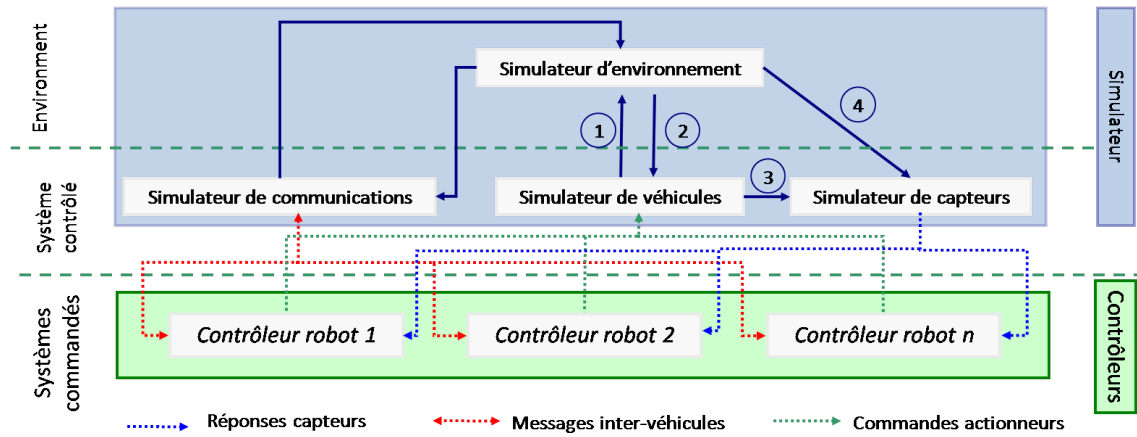 Environment
Simulateur d'environnement
1
2
4
Simulateur
Système
contrôlé
Simulateur de communications
Simulateur de véhicules
3
Simulateur de capteurs
Systèmes
commandés
Contrôleur robot 1
Contrôleur robot 2
Contrôleur robot n
Contrôleurs
Réponses capteurs
Messages inter-véhicules
Commandes actionneurs